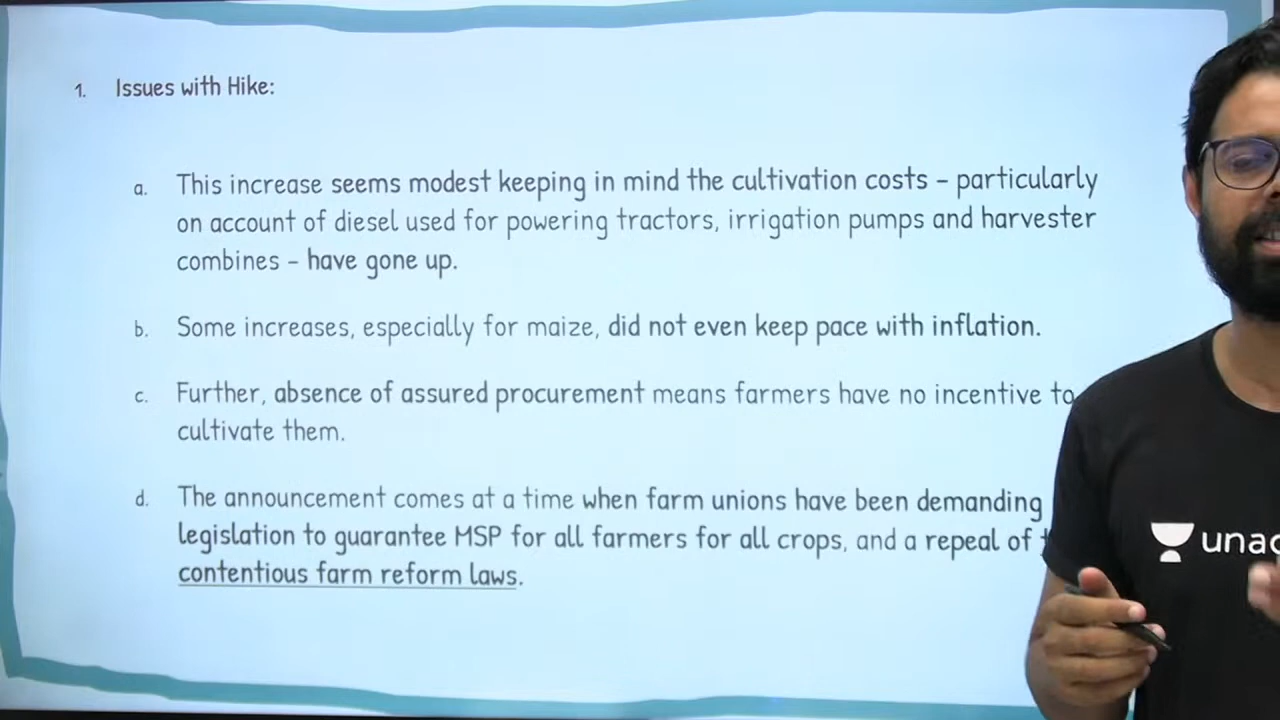 1. Issues with Hike:
a. This increase seems modest keeping in mind the cultivation costs – particularly
on account of diesel used for powering tractors, irrigation pumps and harvester
combines – have gone up.
b. Some increases, especially for maize, did not even keep pace with inflation.
c. Further, absence of assured procurement means farmers have no incentive to
cultivate them.
d. The announcement comes at a time when farm unions have been demanding
legislation to guarantee MSP for all farmers for all crops, and a repeal of
contentious farm reform laws.
unac